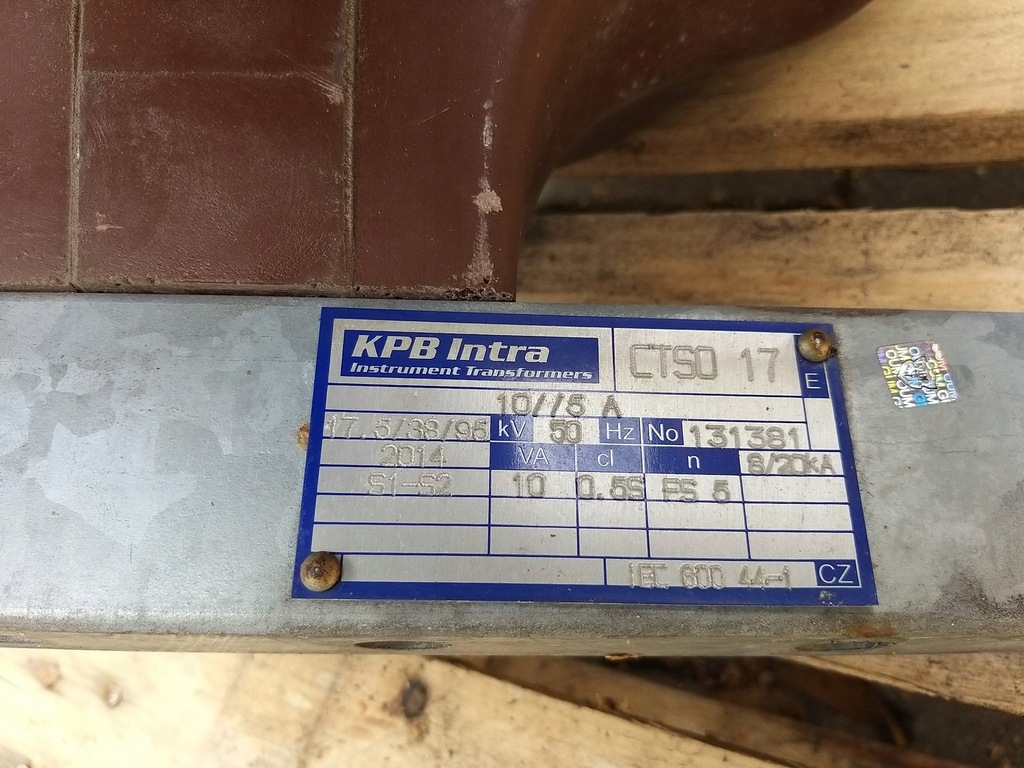 KPB Intra
Instrument Transformers
CTSO 17
E
10//5 A
17.5/38/95 kV 50 Hz No 131381
2014 VA cl n 8/20kA
S1-S2 10 0.5S FS 5
IEC 600 44-1 CZ